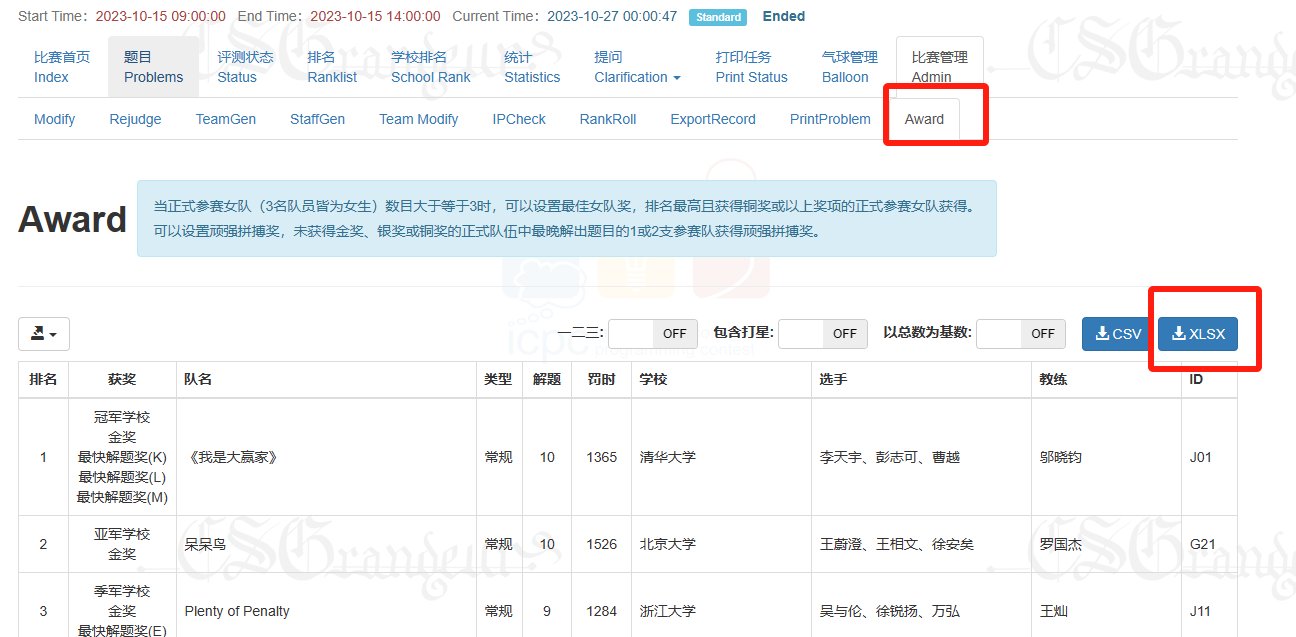 Start Time: 2023-10-15 09:00:00 End Time: 2023-10-15 14:00:00 Current Time: 2023-10-27 00:00:47 Standard Ended
比赛首页 题目 评测状态 排名 学校排名 统计 提问 打印任务 气球管理 比赛管理
Index Problems Status Ranklist School Rank Statistics Clarification Print Status Balloon Admin
Modify Rejudge TeamGen StaffGen Team Modify IPCheck RankRoll ExportRecord PrintProblem Award
Award
当正式参赛女队（3名队员皆为女生）数目大于等于3时，可以设置最佳女队奖，排名最高且获得铜奖或以上奖项的正式参赛女队获得。
可以设置顽强拼搏奖，未获得金奖、银奖或铜奖的正式队伍中最晚解出题目的1或2支参赛队获得顽强拼搏奖。
一二三: OFF 包含打星: OFF 以总数为基数: OFF CSV XLSX
排名 获奖 队名 类型 解题 罚时 学校 选手 教练 ID
冠军学校
金奖
最快解题奖(K)
最快解题奖(L)
最快解题奖(M)
1 《我是大赢家》 常规 10 1365 清华大学 李天宇、彭志可、曹越 邬晓钧 J01
亚军学校
金奖
2 呆呆鸟 常规 10 1526 北京大学 王蔚澄、王相文、徐安矣 罗国杰 G21
季军学校
金奖
最快解题奖(E)
3 Plenty of Penalty 常规 9 1284 浙江大学 吴与伦、徐锐扬、万弘 王灿 J11
CSGrandeur
icpc